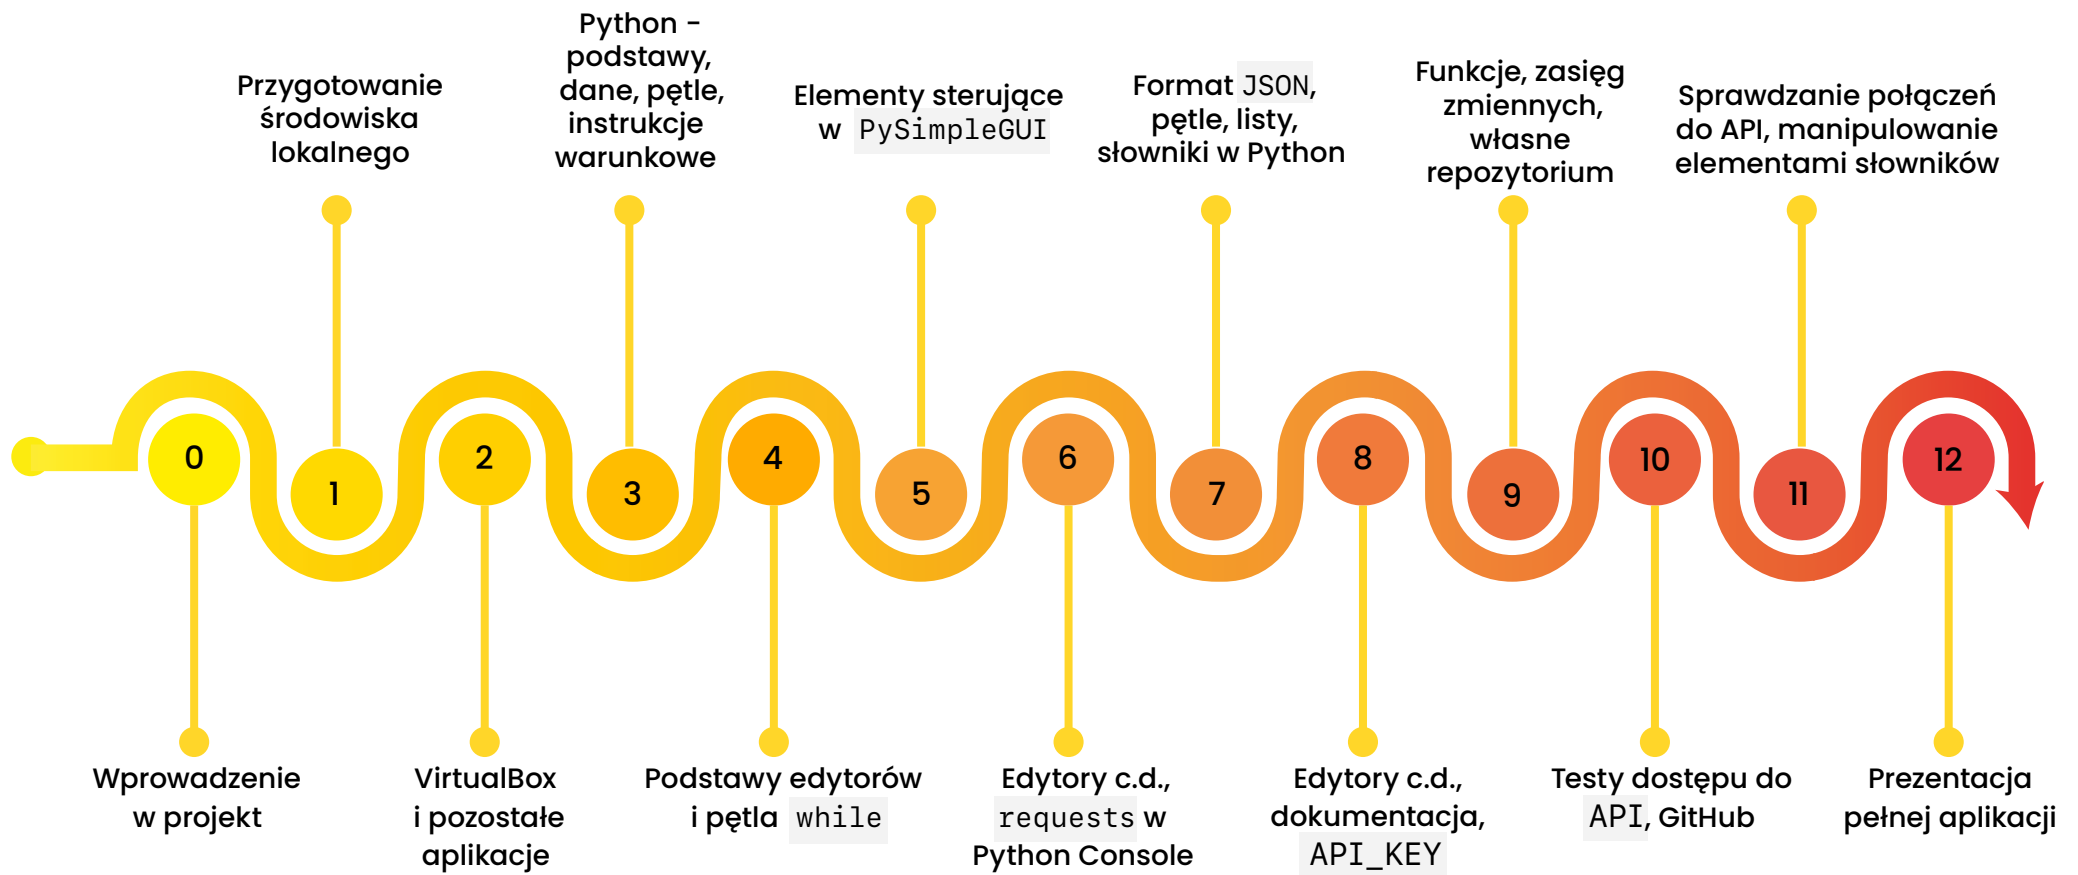 Przygotowanie
środowiska
lokalnego
Python -
podstawy,
dane, pętle,
instrukcje
warunkowe
Elementy sterujące
w PySimpleGUI
Format JSON,
pętle, listy,
słowniki w Python
Funkcje, zasięg
zmiennych,
własne
repozytorium
Sprawdzanie połączeń
do API, manipulowanie
elementami słowników
0
1
2
3
4
5
6
7
8
9
10
11
12
Wprowadzenie
w projekt
VirtualBox
i pozostałe
aplikacje
Podstawy edytorów
i pętla while
Edytory c.d.,
requests w
Python Console
Edytory c.d.,
dokumentacja,
API_KEY
Testy dostępu do
API, GitHub
Prezentacja
pełnej aplikacji